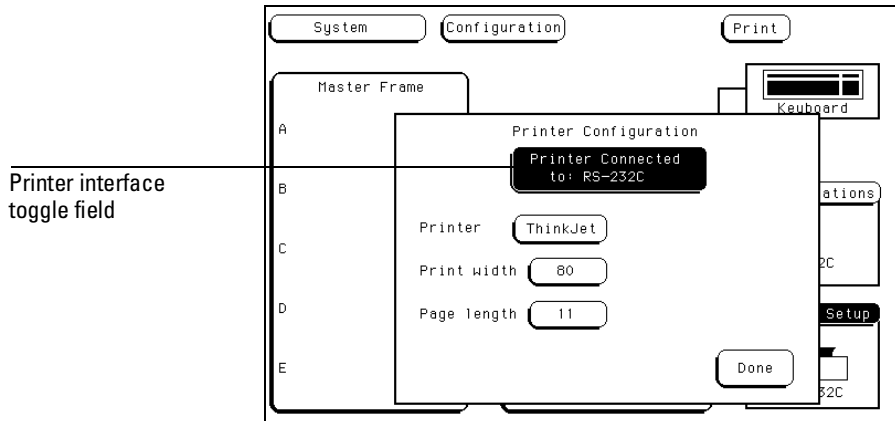 System
Configuration
Print
Master Frame
Keyboard
A
Printer Configuration
Printer Connected
to: RS-232C
Printer interface
toggle field
B
ations
Printer
ThinkJet
C
2C
Print width
80
D
Page length
11
Setup
E
Done
32C